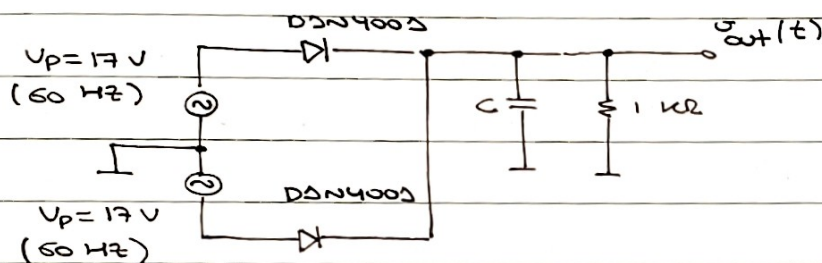 D1N4001
Vp = 17 V
(60 Hz)
vout(t)
C
1 kΩ
D1N4001
Vp = 17 V
(60 Hz)